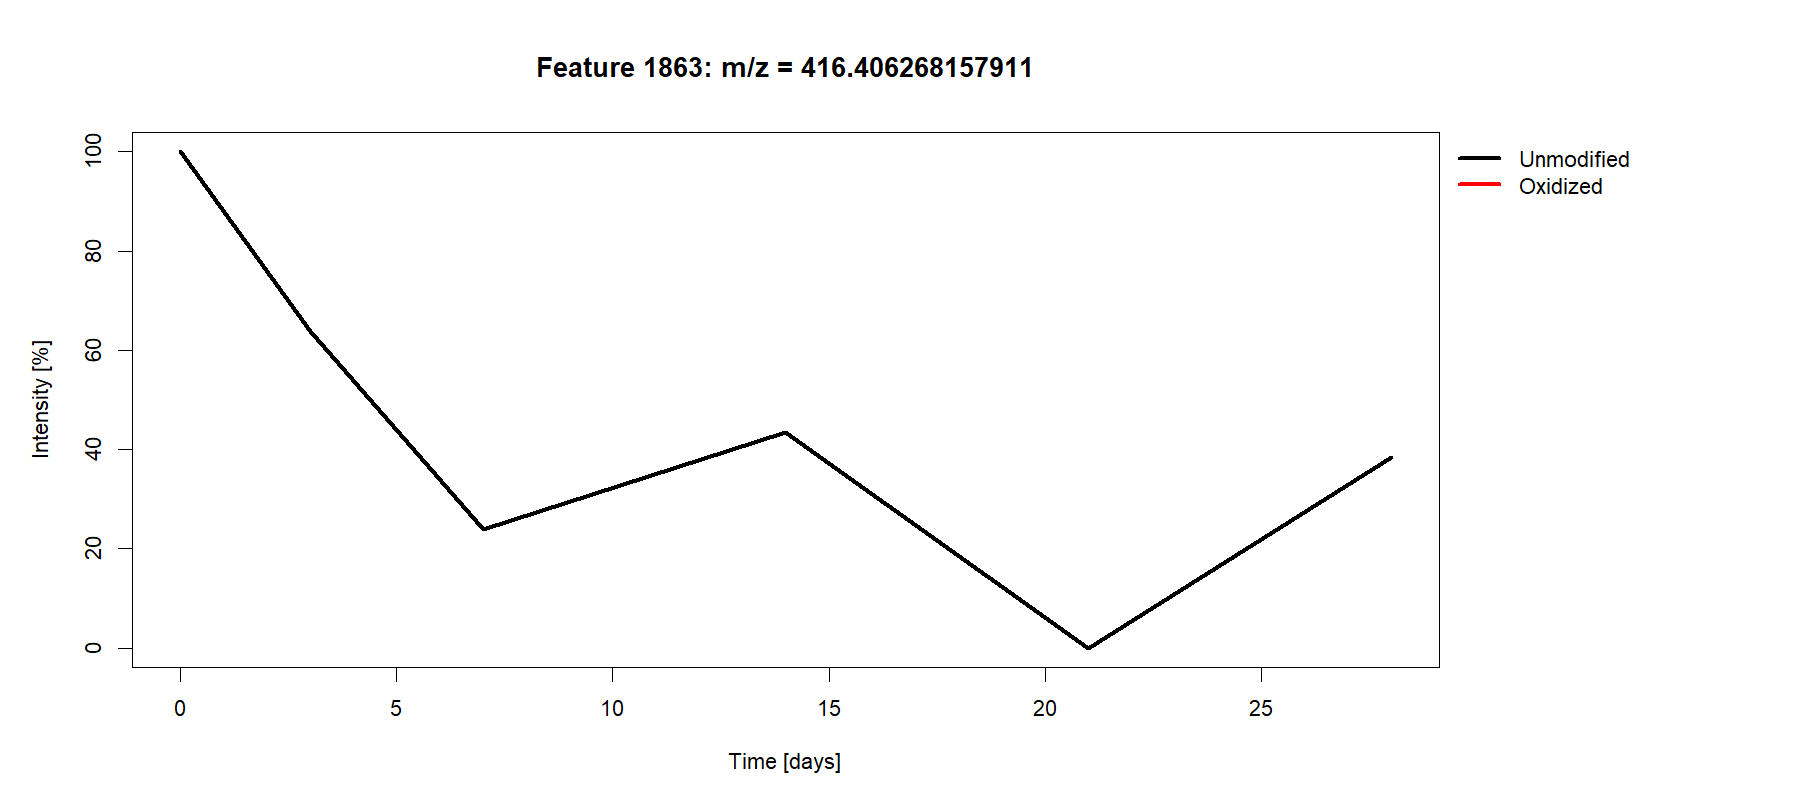 Feature 1863: m/z = 416.406268157911
Unmodified
Oxidized
Intensity [%]
100
80
60
40
20
0
0 5 10 15 20 25
Time [days]